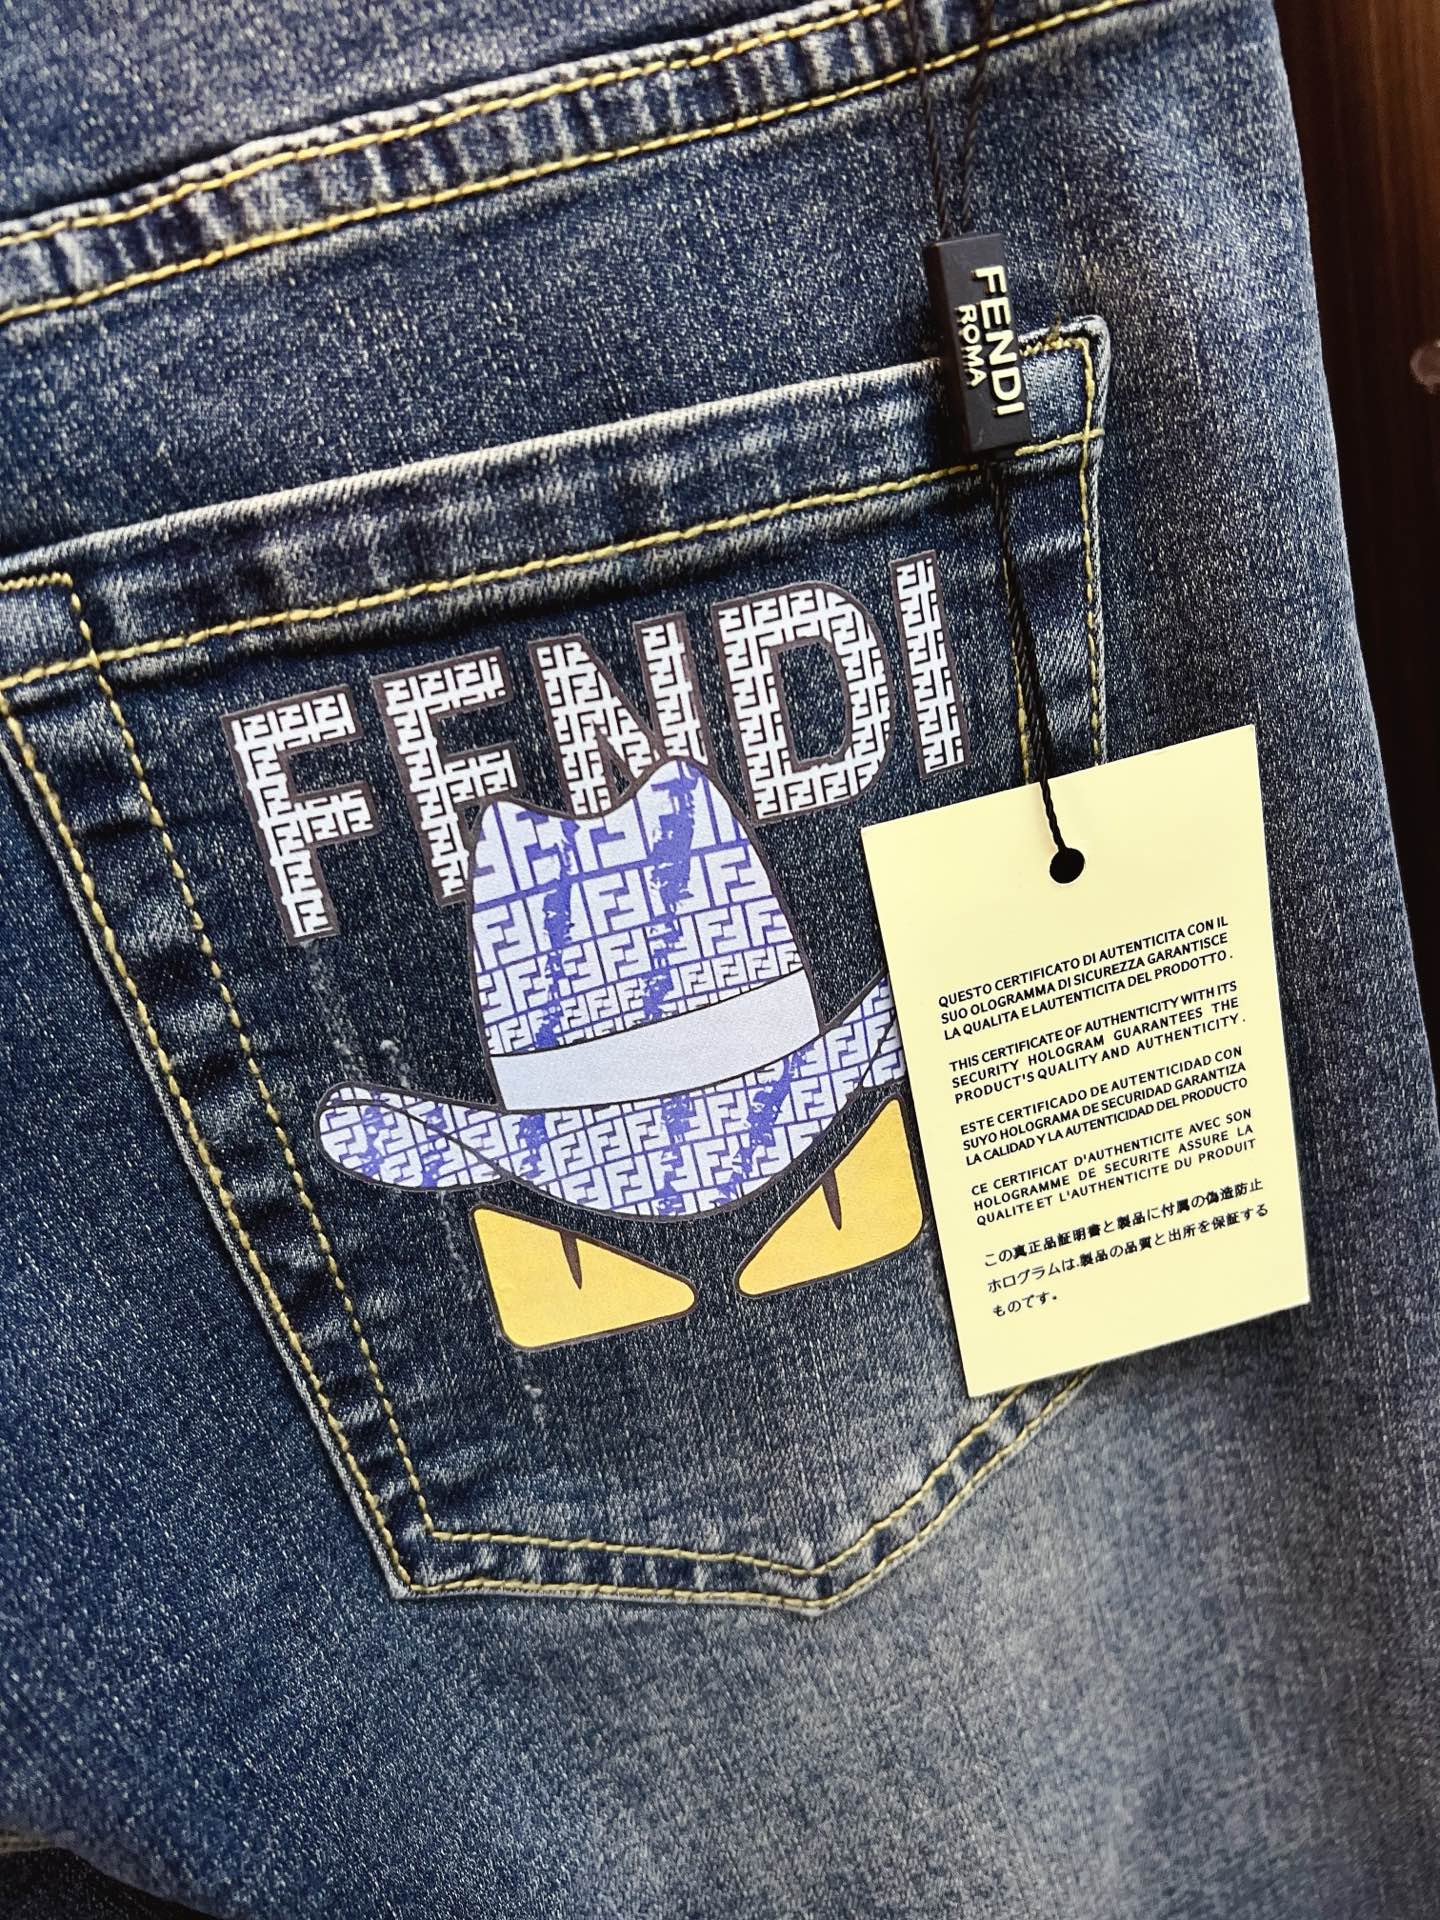 FENDI
ROMA
FENDI
QUESTO CERTIFICATO DI AUTENTICITA CON IL
SUO OLOGRAMMA DI SICUREZZA GARANTISCE
LA QUALITA E LAUTENTICITA DEL PRODOTTO .
THIS CERTIFICATE OF AUTHENTICITY WITH ITS
SECURITY HOLOGRAM GUARANTEES THE
PRODUCT'S QUALITY AND AUTHENTICITY .
ESTE CERTIFICADO DE AUTENTICIDAD CON
SUYO HOLOGRAMA DE SECURIDAD GARANTIZA
LA CALIDAD Y LA AUTENTICIDAD DEL PRODUCTO
CE CERTIFICAT D'AUTHENTICITE AVEC SON
HOLOGRAMME DE SECURITE ASSURE LA
QUALITE ET L'AUTHENTICITE DU PRODUIT
この真正品証明書と製品に付属の偽造防止
ホログラムは.製品の品質と出所を保証する
ものです。